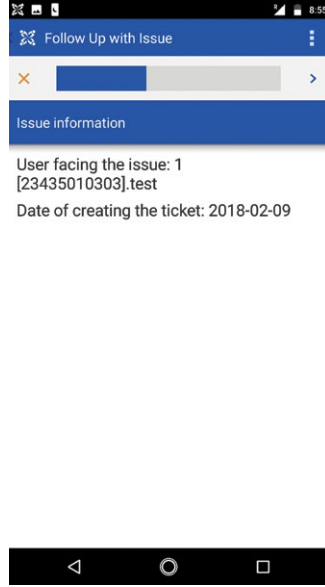 8:55
Follow Up with Issue
Issue information
User facing the issue: 1
[23435010303].test
Date of creating the ticket: 2018-02-09